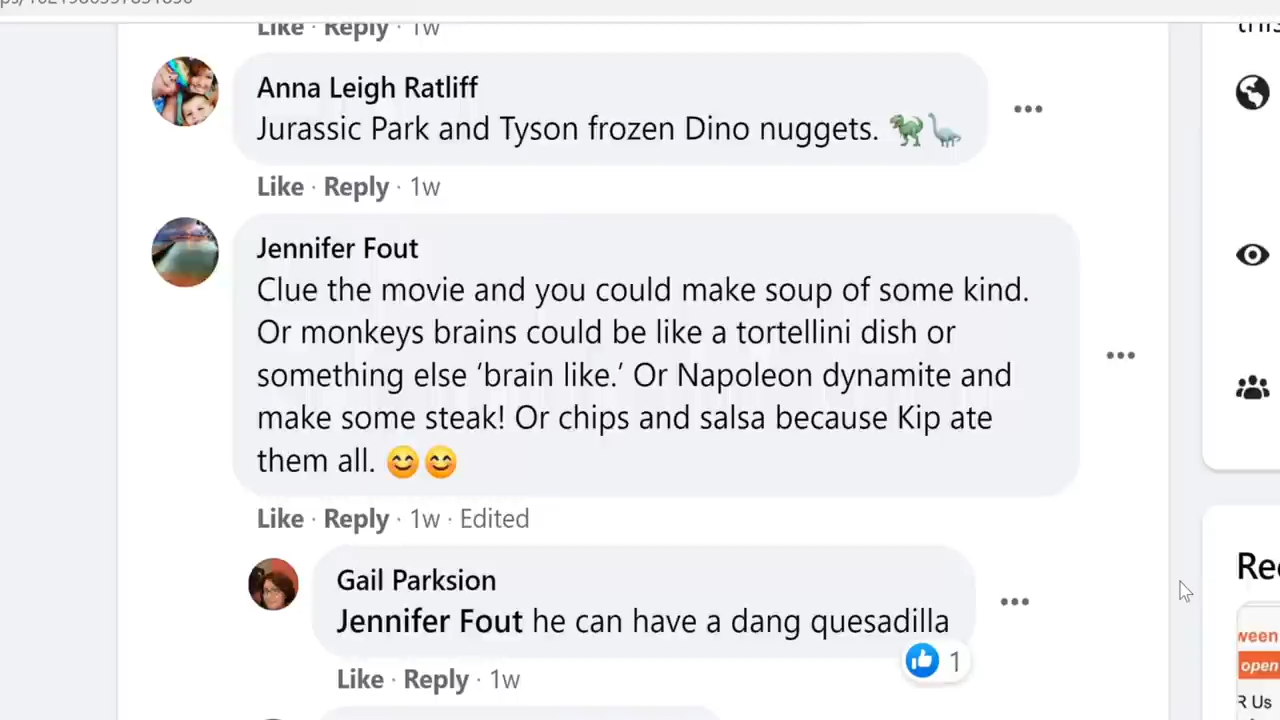 Like · Reply · 1w
Anna Leigh Ratliff
Jurassic Park and Tyson frozen Dino nuggets. 🦖🦕
Like · Reply · 1w
Jennifer Fout
Clue the movie and you could make soup of some kind.
Or monkeys brains could be like a tortellini dish or
something else ‘brain like.’ Or Napoleon dynamite and
make some steak! Or chips and salsa because Kip ate
them all. 😊😊
Like · Reply · 1w · Edited
Gail Parksion
Jennifer Fout he can have a dang quesadilla
1
Like · Reply · 1w
ween
open
R Us